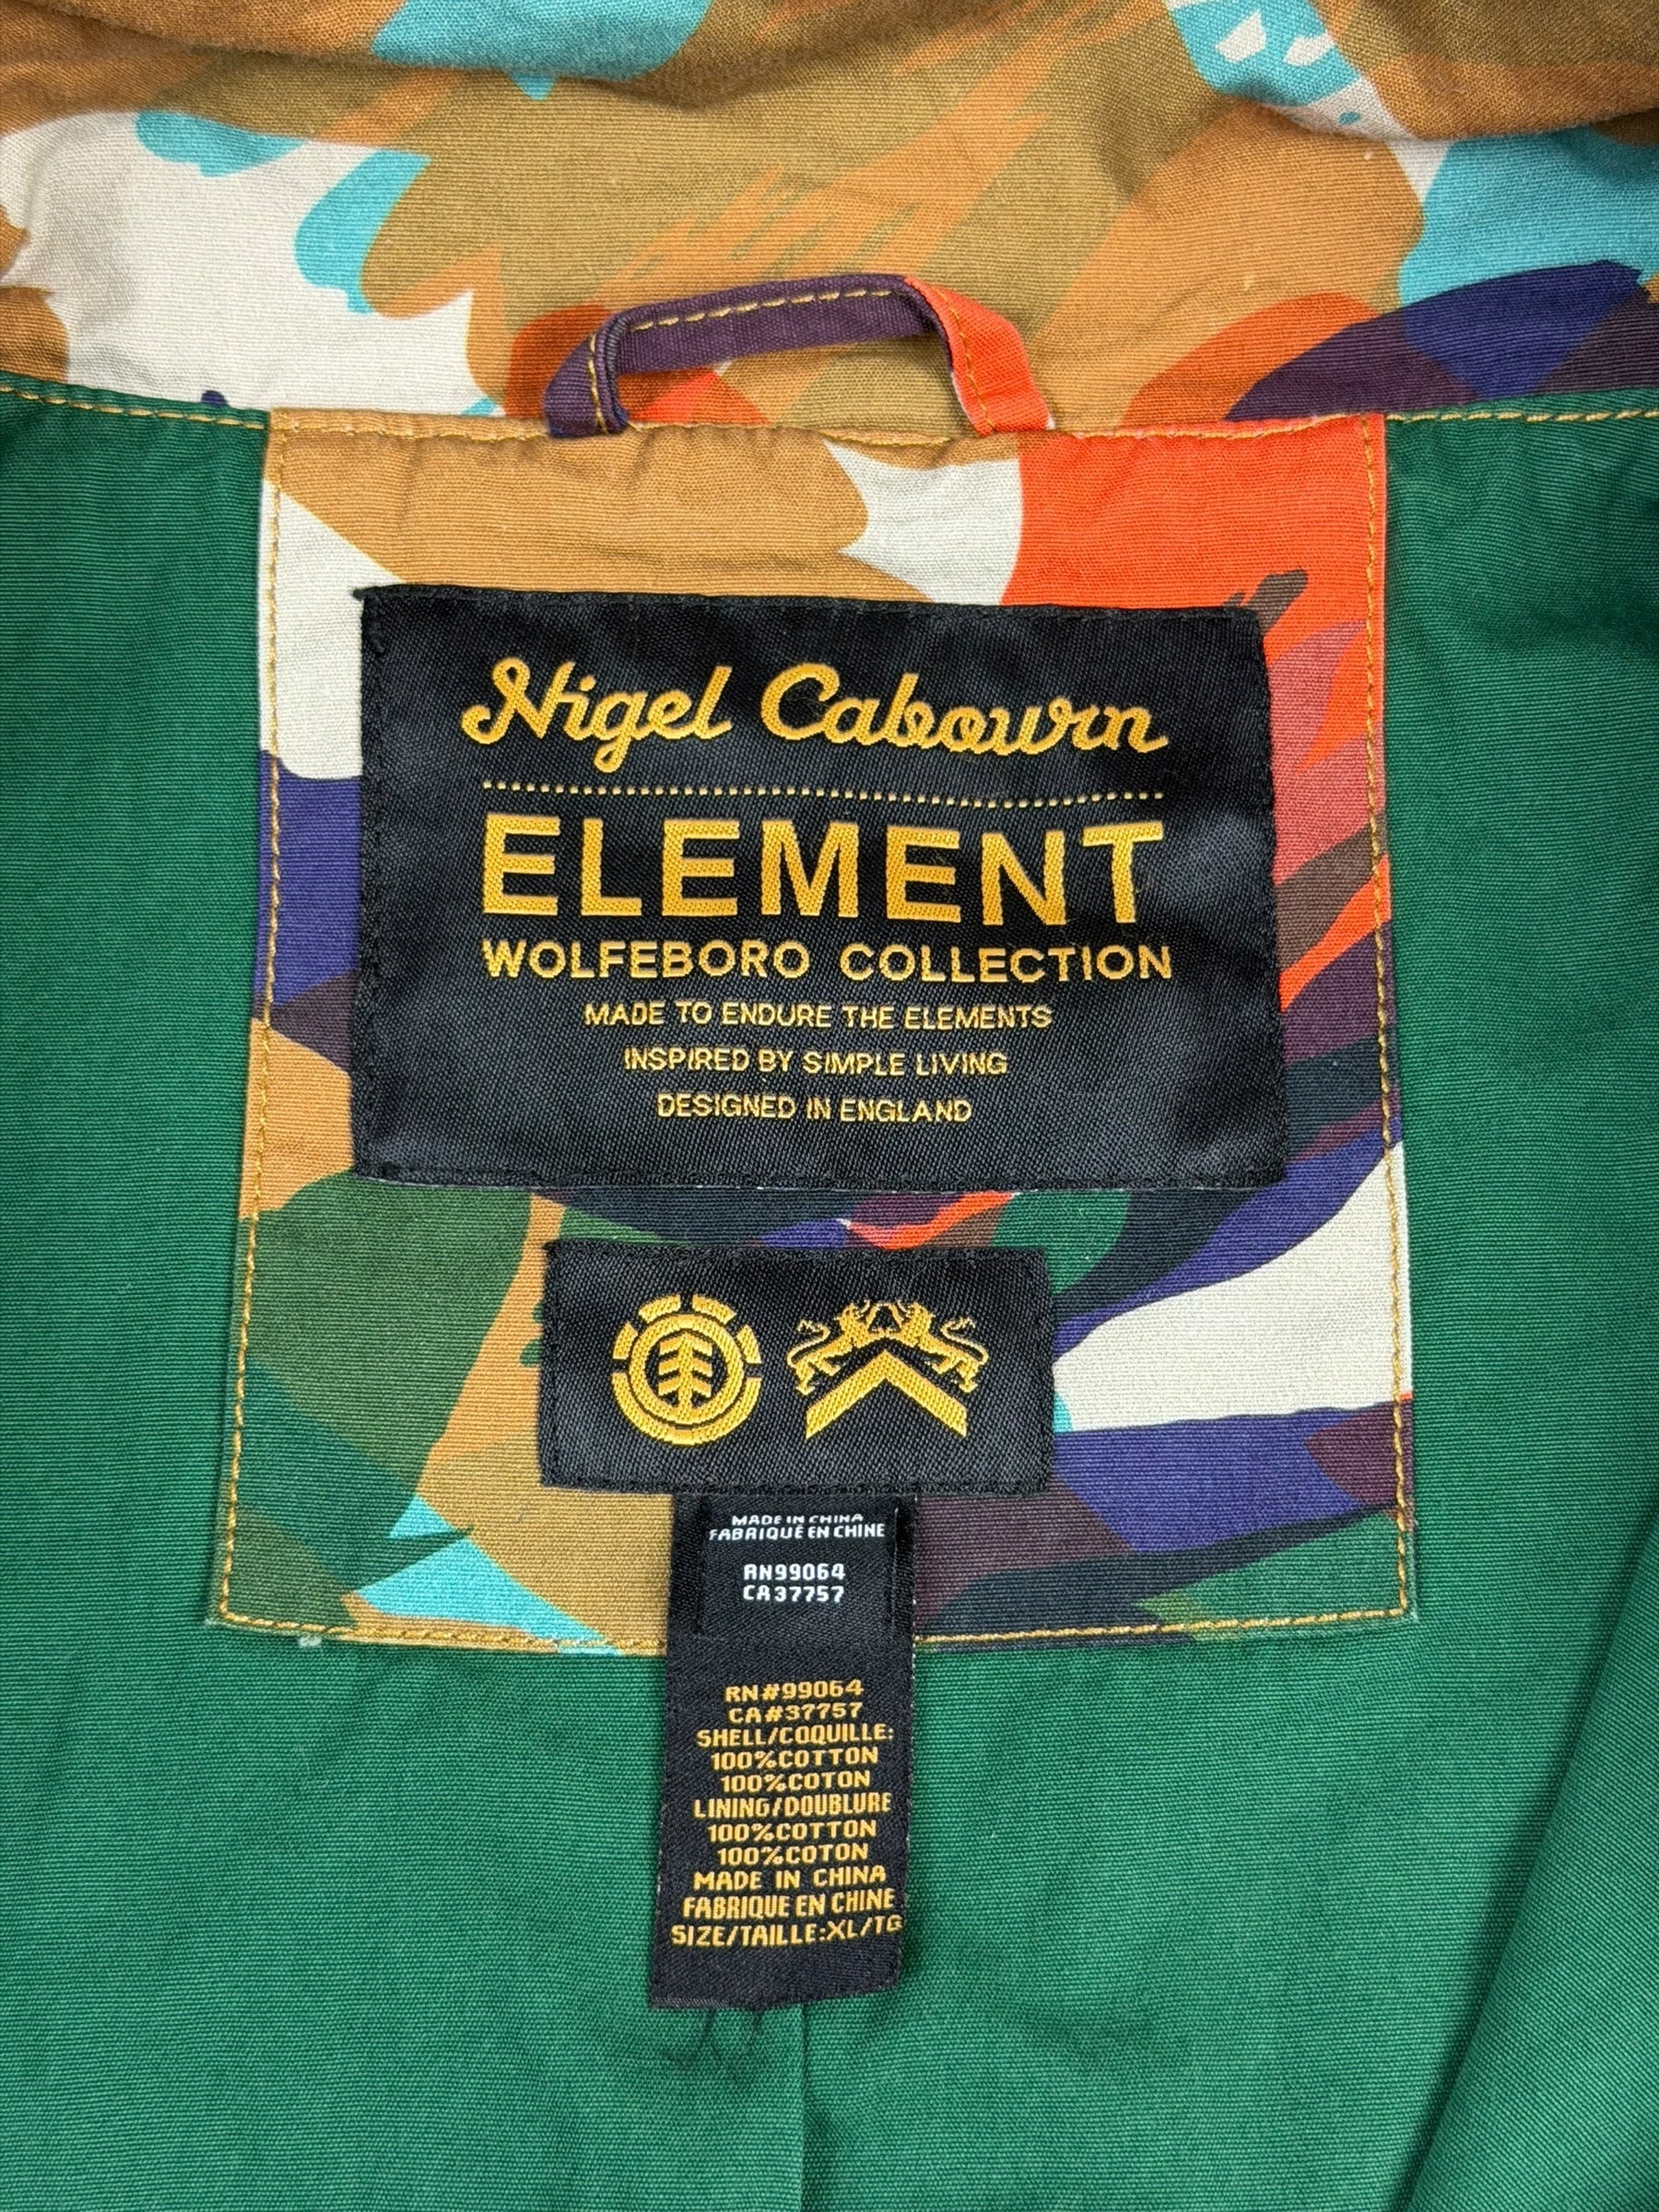 Nigel Cabourn
ELEMENT
WOLFEBORO COLLECTION
MADE TO ENDURE THE ELEMENTS
INSPIRED BY SIMPLE LIVING
DESIGNED IN ENGLAND
MADE IN CHINA
FABRIQUÉ EN CHINE
RN99064
CA37757
RN#99064
CA#37757
SHELL/COQUILLE:
100%COTTON
100%COTON
LINING/DOUBLURE
100%COTTON
100%COTON
MADE IN CHINA
FABRIQUE EN CHINE
SIZE/TAILLE:XL/TG